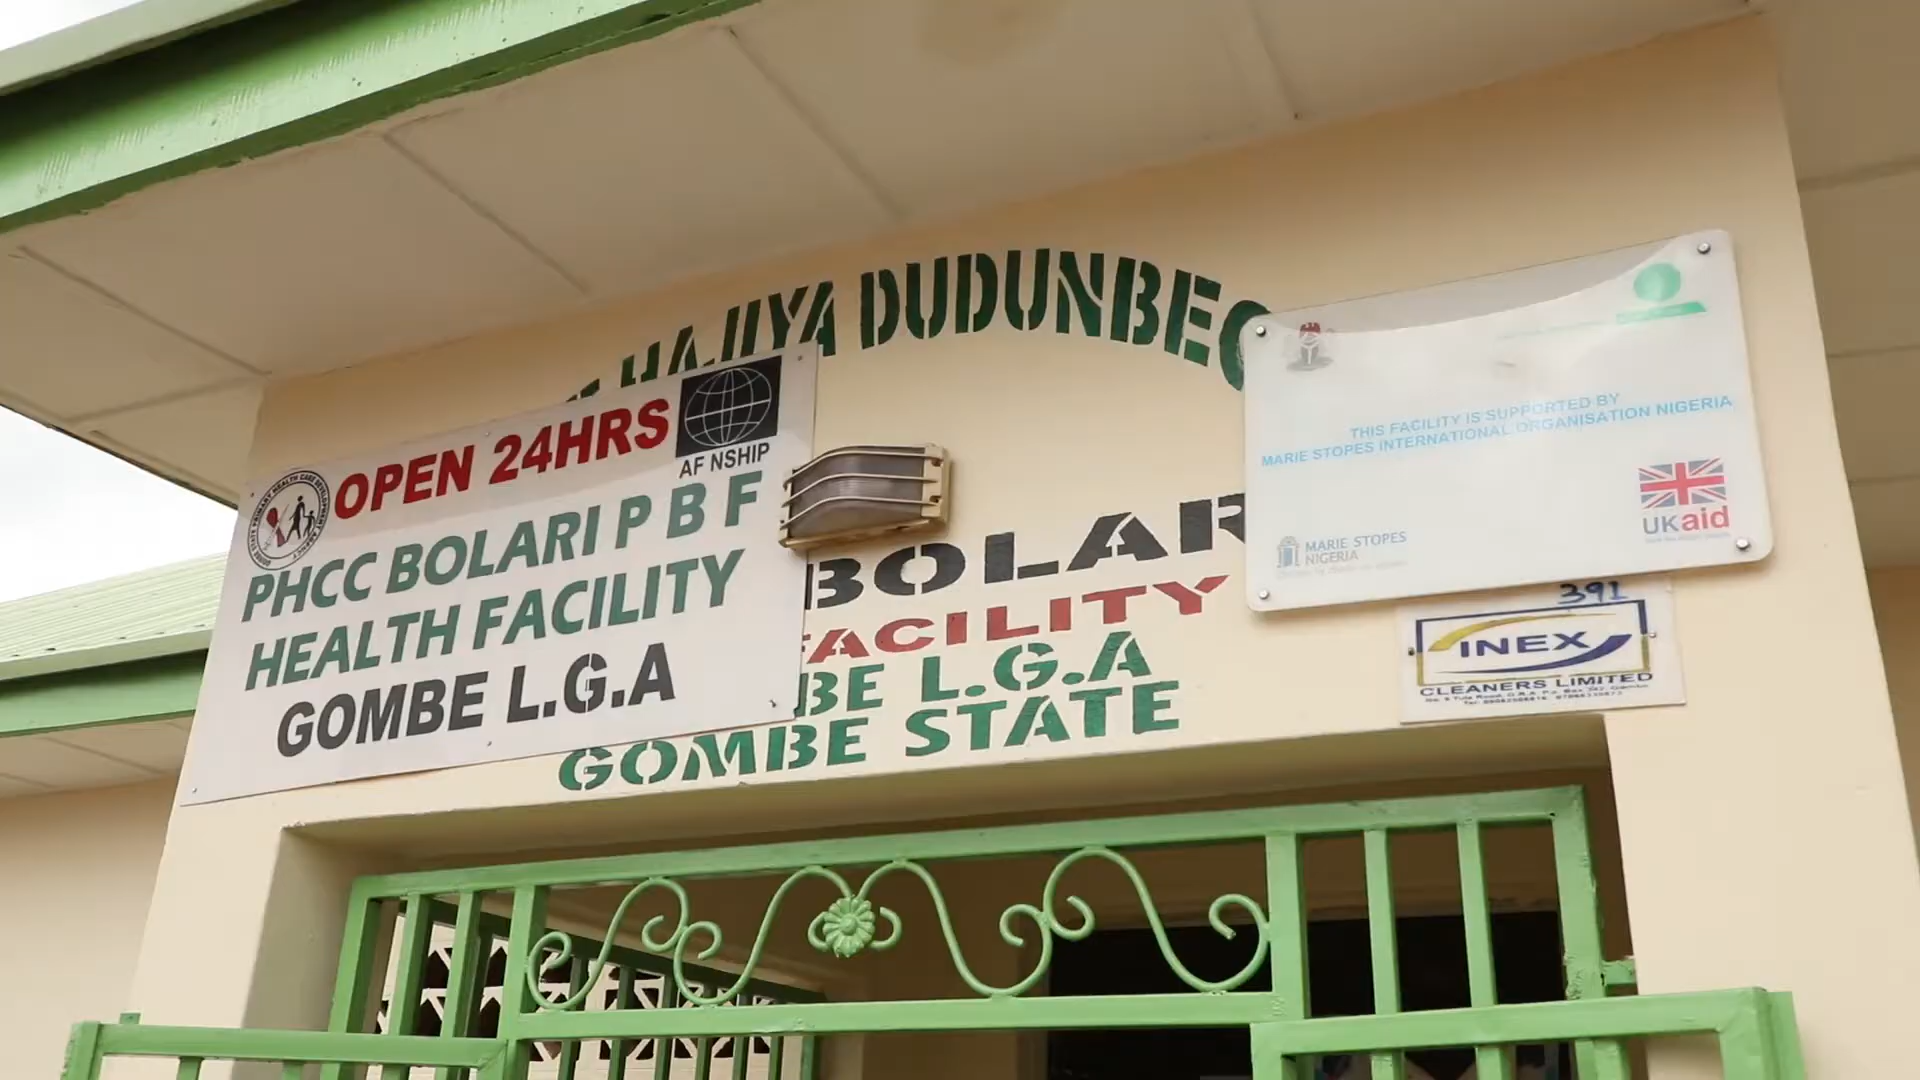 HAJIYA DUDUNBE
OPEN 24HRS
AF NSHIP
PHCC BOLARI P B F
HEALTH FACILITY
GOMBE L.G.A
BOLAR
FACILITY
BE L.G.A
GOMBE STATE
THIS FACILITY IS SUPPORTED BY
MARIE STOPES INTERNATIONAL ORGANISATION NIGERIA
MARIE STOPES
NIGERIA
UKaid
391
INEX
CLEANERS LIMITED